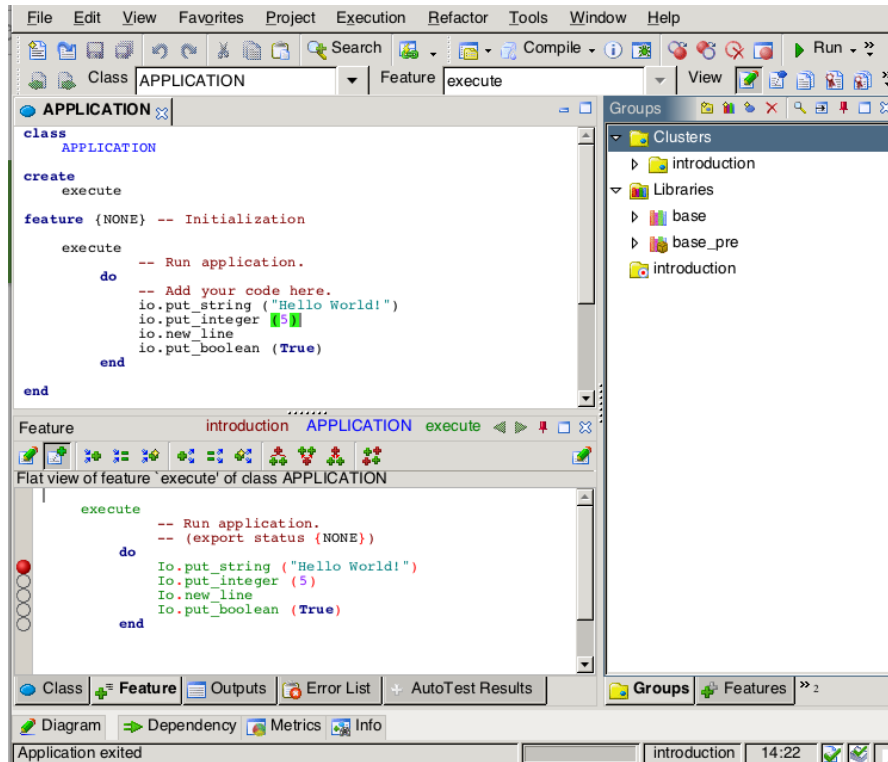 File Edit View Favorites Project Execution Refactor Tools Window Help
Search Compile Run
Class APPLICATION Feature execute View
APPLICATION
class
APPLICATION
create
execute
feature {NONE} -- Initialization
execute
-- Run application.
do
-- Add your code here.
io.put_string ("Hello World!")
io.put_integer (5)
io.new_line
io.put_boolean (True)
end
end
Groups
Clusters
introduction
Libraries
base
base_pre
introduction
Feature introduction APPLICATION execute
Flat view of feature `execute' of class APPLICATION
execute
-- Run application.
-- (export status {NONE})
do
Io.put_string ("Hello World!")
Io.put_integer (5)
Io.new_line
Io.put_boolean (True)
end
Class Feature Outputs Error List AutoTest Results
Groups Features »2
Diagram Dependency Metrics Info
Application exited introduction 14:22